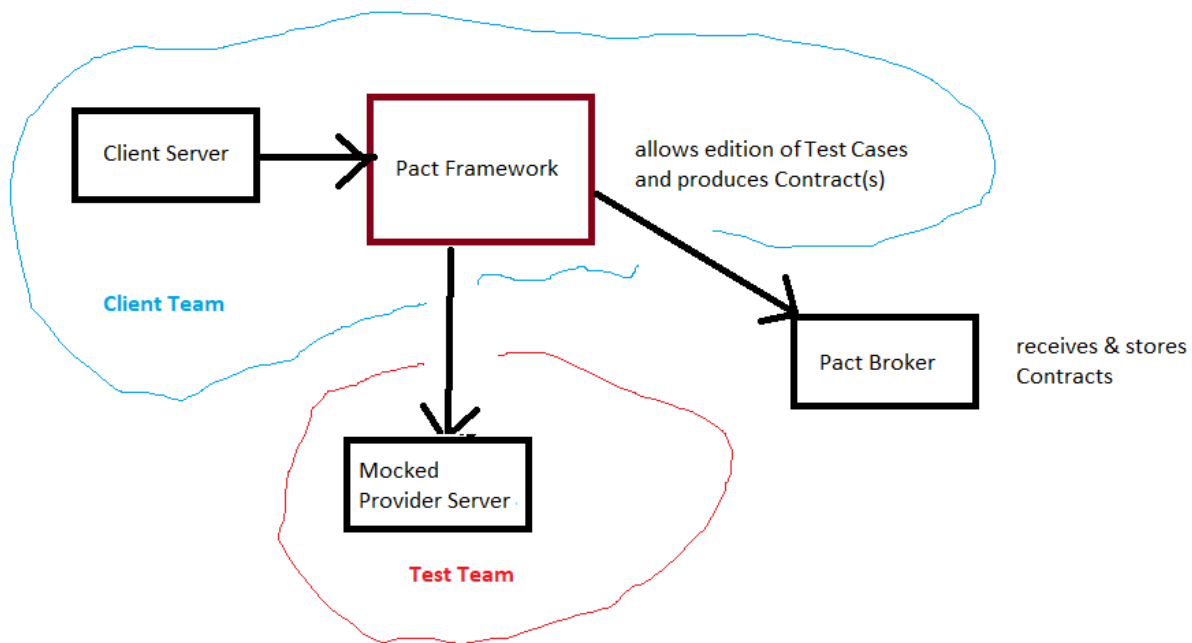 Client Server
Pact Framework
allows edition of Test Cases
and produces Contract(s)
Client Team
Pact Broker
receives & stores
Contracts
Mocked
Provider Server
Test Team